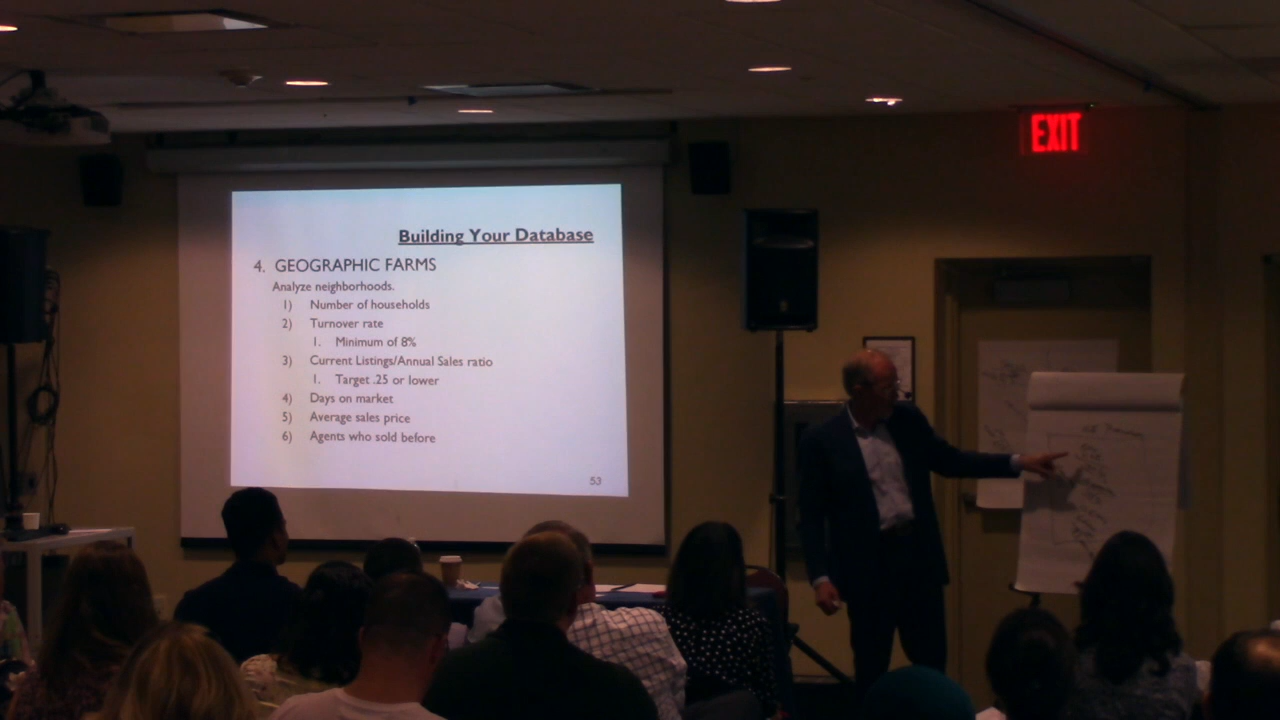 EXIT
Building Your Database
4. GEOGRAPHIC FARMS
Analyze neighborhoods.
1) Number of households
2) Turnover rate
1. Minimum of 8%
3) Current Listings/Annual Sales ratio
1. Target .25 or lower
4) Days on market
5) Average sales price
6) Agents who sold before
53